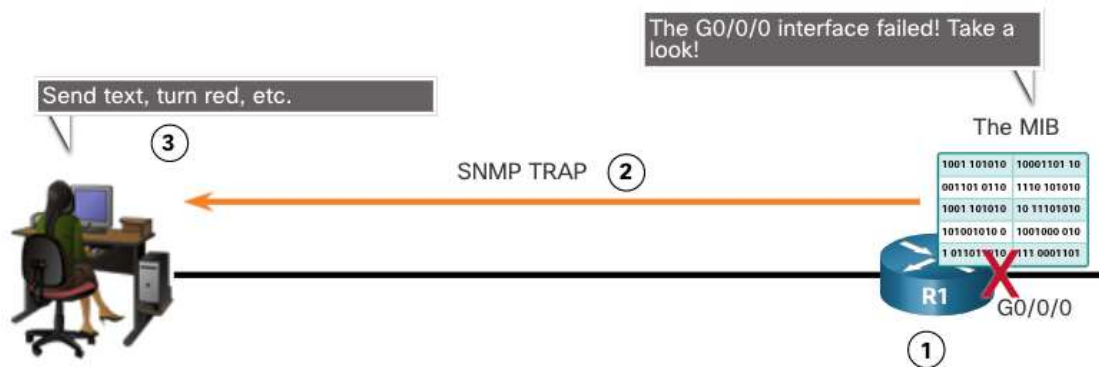 The G0/0/0 interface failed! Take a
look!
Send text, turn red, etc.
3
The MIB
SNMP TRAP 2
1001 101010 10001101 10
001101 0110 1110 101010
1001 101010 10 11101010
101001010 0 1001000 010
111 0001101
R1
G0/0/0
1